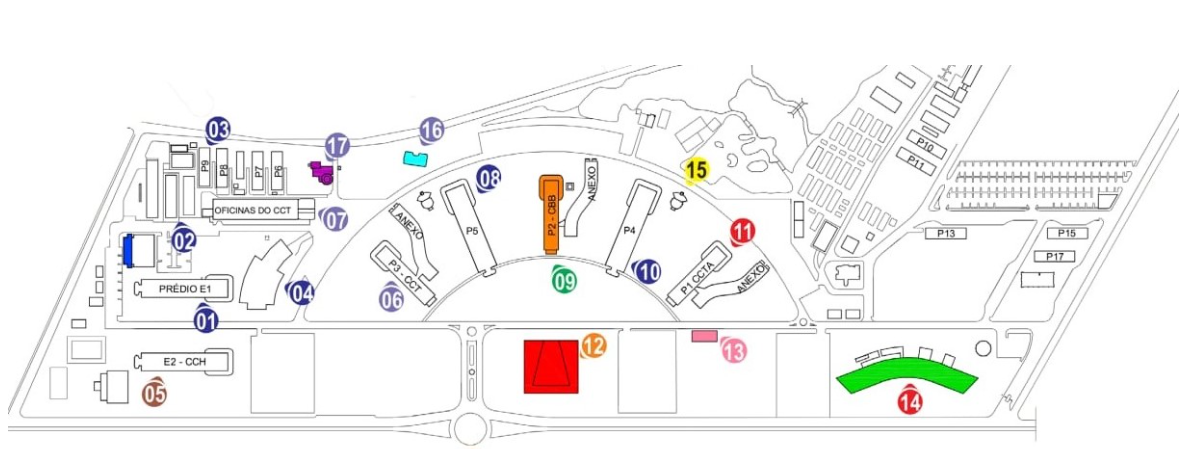 03
17
16
P9
P8
P7
P6
P10
P11
15
08
ANEXO
P2 - CBB
OFICINAS DO CCT
07
ANEXO
P5
P4
11
P13
P15
02
P3 - CCT
P1 CCTA
ANEXO
P17
10
09
PRÉDIO E1
04
06
01
12
13
E2 - CCH
05
14